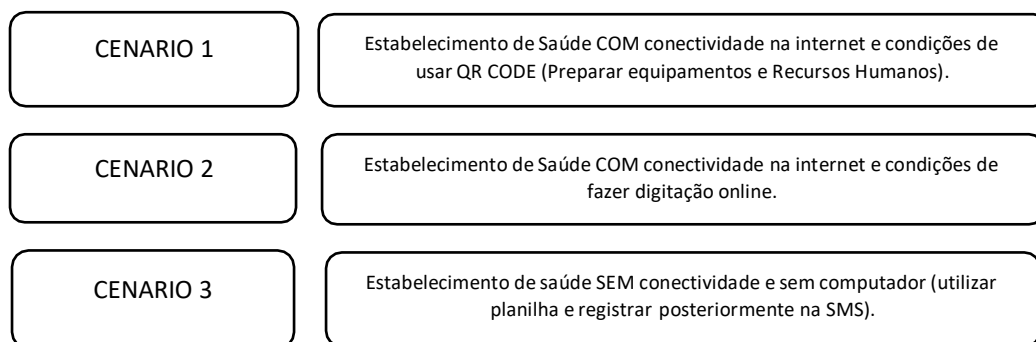 CENARIO 1
Estabelecimento de Saúde COM conectividade na internet e condições de
usar QR CODE (Preparar equipamentos e Recursos Humanos).
CENARIO 2
Estabelecimento de Saúde COM conectividade na internet e condições de
fazer digitação online.
CENARIO 3
Estabelecimento de saúde SEM conectividade e sem computador (utilizar
planilha e registrar posteriormente na SMS).